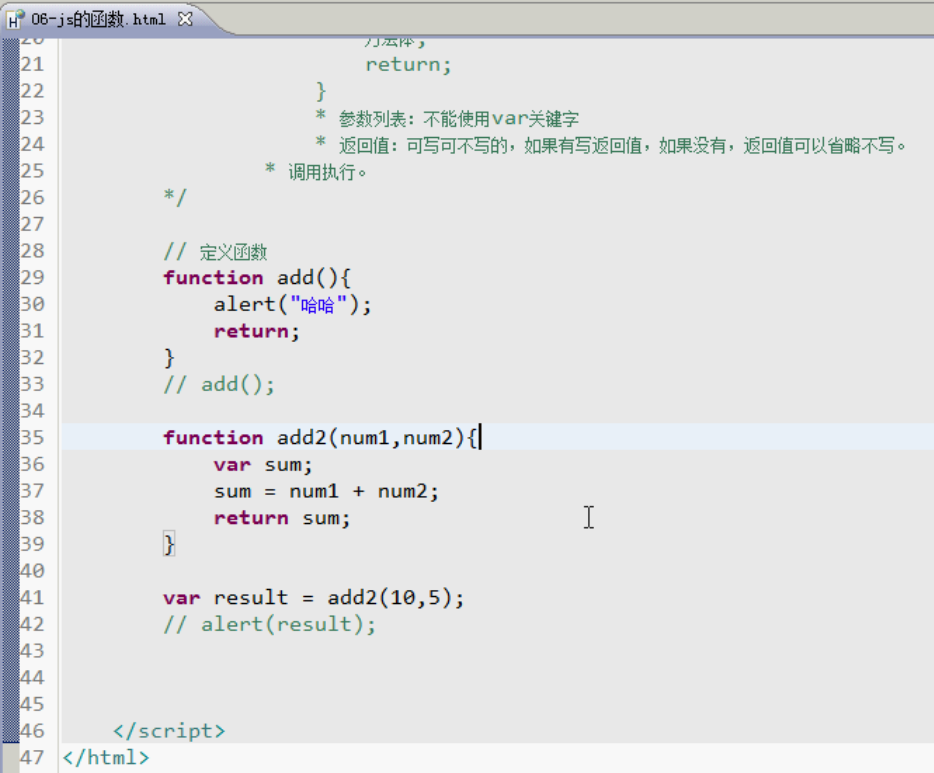 06-js的函数.html
20 方法体;
21 return;
22 }
23 * 参数列表：不能使用var关键字
24 * 返回值：可写可不写的，如果有写返回值，如果没有，返回值可以省略不写。
25 * 调用执行。
26 */
27
28 // 定义函数
29 function add(){
30 alert("哈哈");
31 return;
32 }
33 // add();
34
35 function add2(num1,num2){
36 var sum;
37 sum = num1 + num2;
38 return sum;
39 }
40
41 var result = add2(10,5);
42 // alert(result);
43
44
45
46 </script>
47 </html>